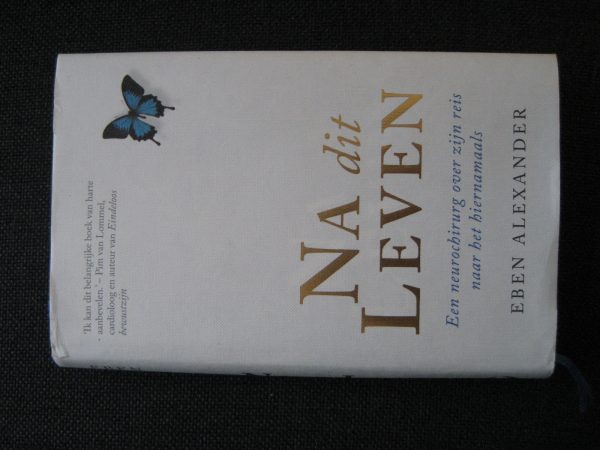 'Ik kan dit belangrijke boek van harte
aanbevelen.' – Pim van Lommel,
cardioloog en auteur van Eindeloos
bewustzijn
NA dit
LEVEN
Een neurochirurg over zijn reis
naar het hiernamaals
EBEN ALEXANDER
EBEN